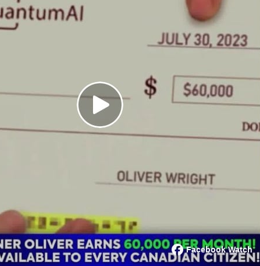 uantumAI
JULY 30, 2023
$ $60,000
DO
OLIVER WRIGHT
NER OLIVER EARNS 60,000 PER MONTH!
Facebook Watch
VAILABLE TO EVERY CANADIAN CITIZEN!